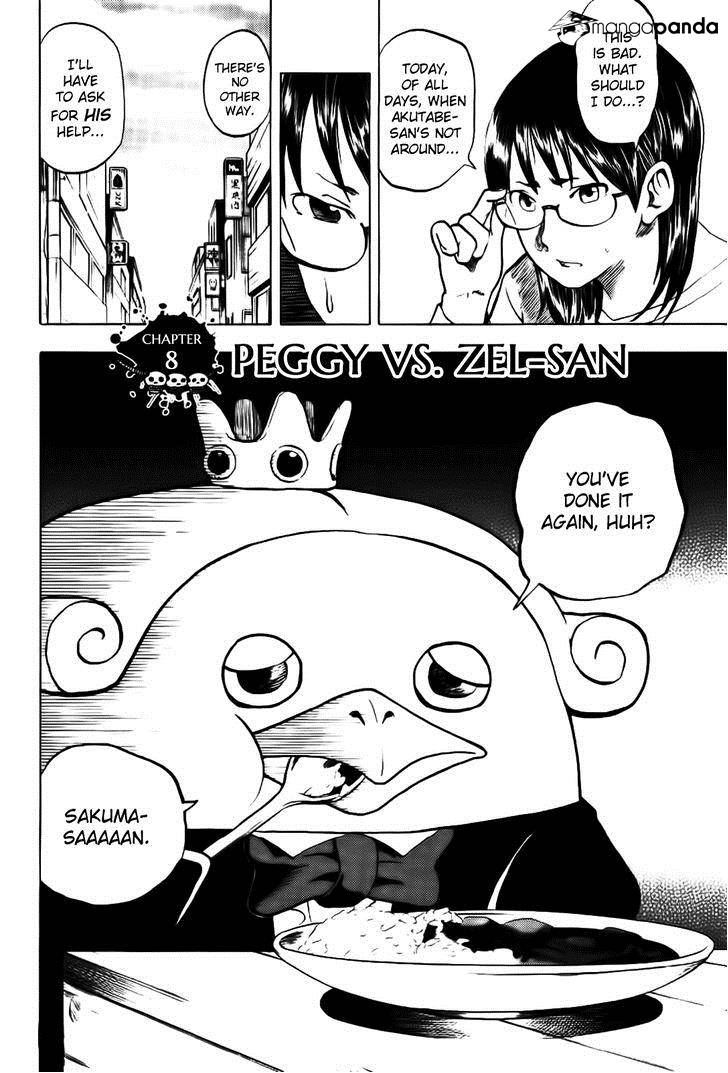 mangapanda
THIS
IS BAD.
WHAT
SHOULD
I DO...?
TODAY,
OF ALL
DAYS, WHEN
AKUTABE-
SAN'S NOT
AROUND...
THERE'S
NO
OTHER
WAY.
I'LL
HAVE
TO ASK
FOR HIS
HELP...
CHAPTER
8
PEGGY VS. ZEL-SAN
YOU'VE
DONE IT
AGAIN, HUH?
SAKUMA-
SAAAAAN.